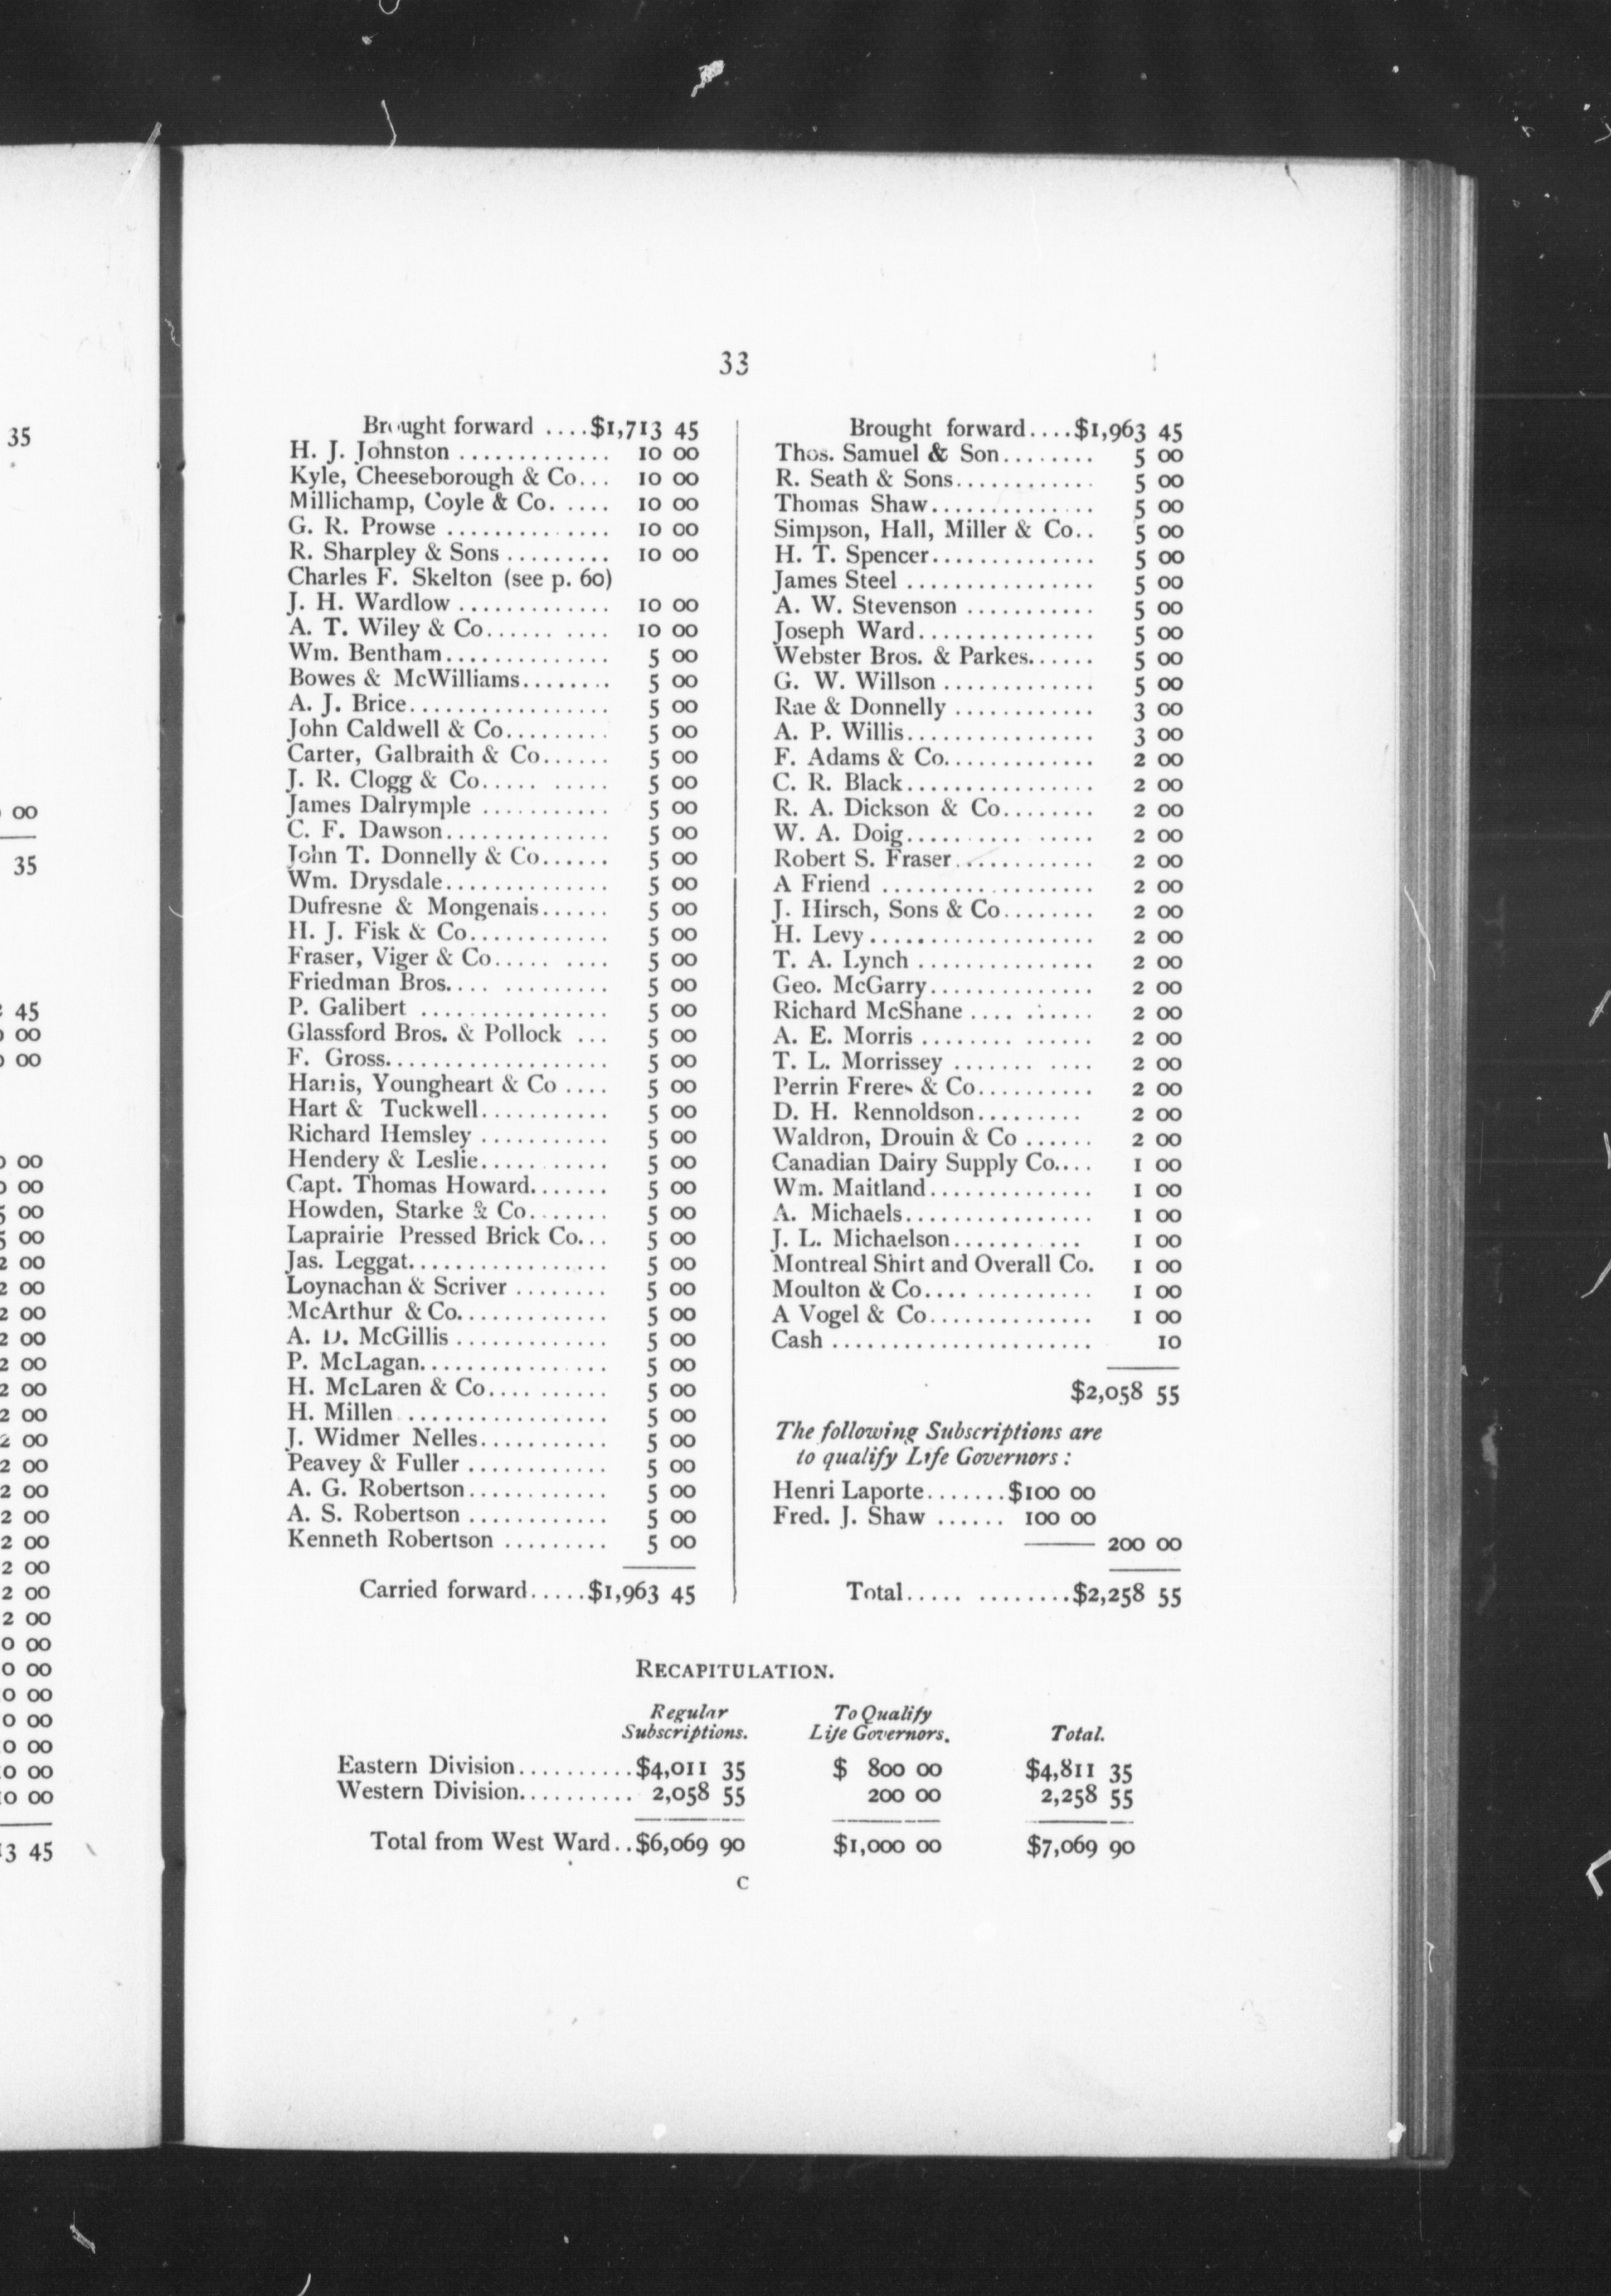 33
Brought forward ....$1,713 45
H. J. Johnston ............. 10 00
Kyle, Cheeseborough & Co... 10 00
Millichamp, Coyle & Co. ..... 10 00
G. R. Prowse .............. 10 00
R. Sharpley & Sons ......... 10 00
Charles F. Skelton (see p. 60)
J. H. Wardlow ............. 10 00
A. T. Wiley & Co...... .... 10 00
Wm. Bentham.............. 5 00
Bowes & McWilliams........ 5 00
A. J. Brice................. 5 00
John Caldwell & Co......... 5 00
Carter, Galbraith & Co...... 5 00
J. R. Clogg & Co..... ..... 5 00
James Dalrymple ........... 5 00
C. F. Dawson.............. 5 00
John T. Donnelly & Co...... 5 00
Wm. Drysdale.............. 5 00
Dufresne & Mongenais...... 5 00
H. J. Fisk & Co............ 5 00
Fraser, Viger & Co..... .... 5 00
Friedman Bros.... ......... 5 00
P. Galibert ................ 5 00
Glassford Bros. & Pollock ... 5 00
F. Gross................... 5 00
Harris, Youngheart & Co .... 5 00
Hart & Tuckwell........... 5 00
Richard Hemsley ........... 5 00
Hendery & Leslie........... 5 00
Capt. Thomas Howard....... 5 00
Howden, Starke & Co....... 5 00
Laprairie Pressed Brick Co... 5 00
Jas. Leggat................. 5 00
Loynachan & Scriver ........ 5 00
McArthur & Co............. 5 00
A. D. McGillis ............. 5 00
P. McLagan................ 5 00
H. McLaren & Co.......... 5 00
H. Millen ................. 5 00
J. Widmer Nelles........... 5 00
Peavey & Fuller ............ 5 00
A. G. Robertson............ 5 00
A. S. Robertson ............ 5 00
Kenneth Robertson ......... 5 00
Carried forward.....$1,963 45
Brought forward....$1,963 45
Thos. Samuel & Son........ 5 00
R. Seath & Sons............ 5 00
Thomas Shaw.............. 5 00
Simpson, Hall, Miller & Co.. 5 00
H. T. Spencer.............. 5 00
James Steel ................ 5 00
A. W. Stevenson ........... 5 00
Joseph Ward............... 5 00
Webster Bros. & Parkes...... 5 00
G. W. Willson ............. 5 00
Rae & Donnelly ............ 3 00
A. P. Willis................ 3 00
F. Adams & Co............. 2 00
C. R. Black................ 2 00
R. A. Dickson & Co........ 2 00
W. A. Doig.......... ..... 2 00
Robert S. Fraser............ 2 00
A Friend .................. 2 00
J. Hirsch, Sons & Co........ 2 00
H. Levy................... 2 00
T. A. Lynch ............... 2 00
Geo. McGarry.............. 2 00
Richard McShane .... ...... 2 00
A. E. Morris ........ ...... 2 00
T. L. Morrissey ....... .... 2 00
Perrin Freres & Co.......... 2 00
D. H. Rennoldson......... 2 00
Waldron, Drouin & Co ...... 2 00
Canadian Dairy Supply Co.... 1 00
Wm. Maitland.............. 1 00
A. Michaels................ 1 00
J. L. Michaelson........ ... 1 00
Montreal Shirt and Overall Co. 1 00
Moulton & Co.... .......... 1 00
A Vogel & Co.............. 1 00
Cash ...................... 10
$2,058 55
The following Subscriptions are
to qualify Life Governors :
Henri Laporte.......$100 00
Fred. J. Shaw ...... 100 00
200 00
Total..... ........$2,258 55
RECAPITULATION.
Regular To Qualify
Subscriptions. Life Governors. Total.
Eastern Division..........$4,011 35 $ 800 00 $4,811 35
Western Division.......... 2,058 55 200 00 2,258 55
Total from West Ward..$6,069 90 $1,000 00 $7,069 90
C